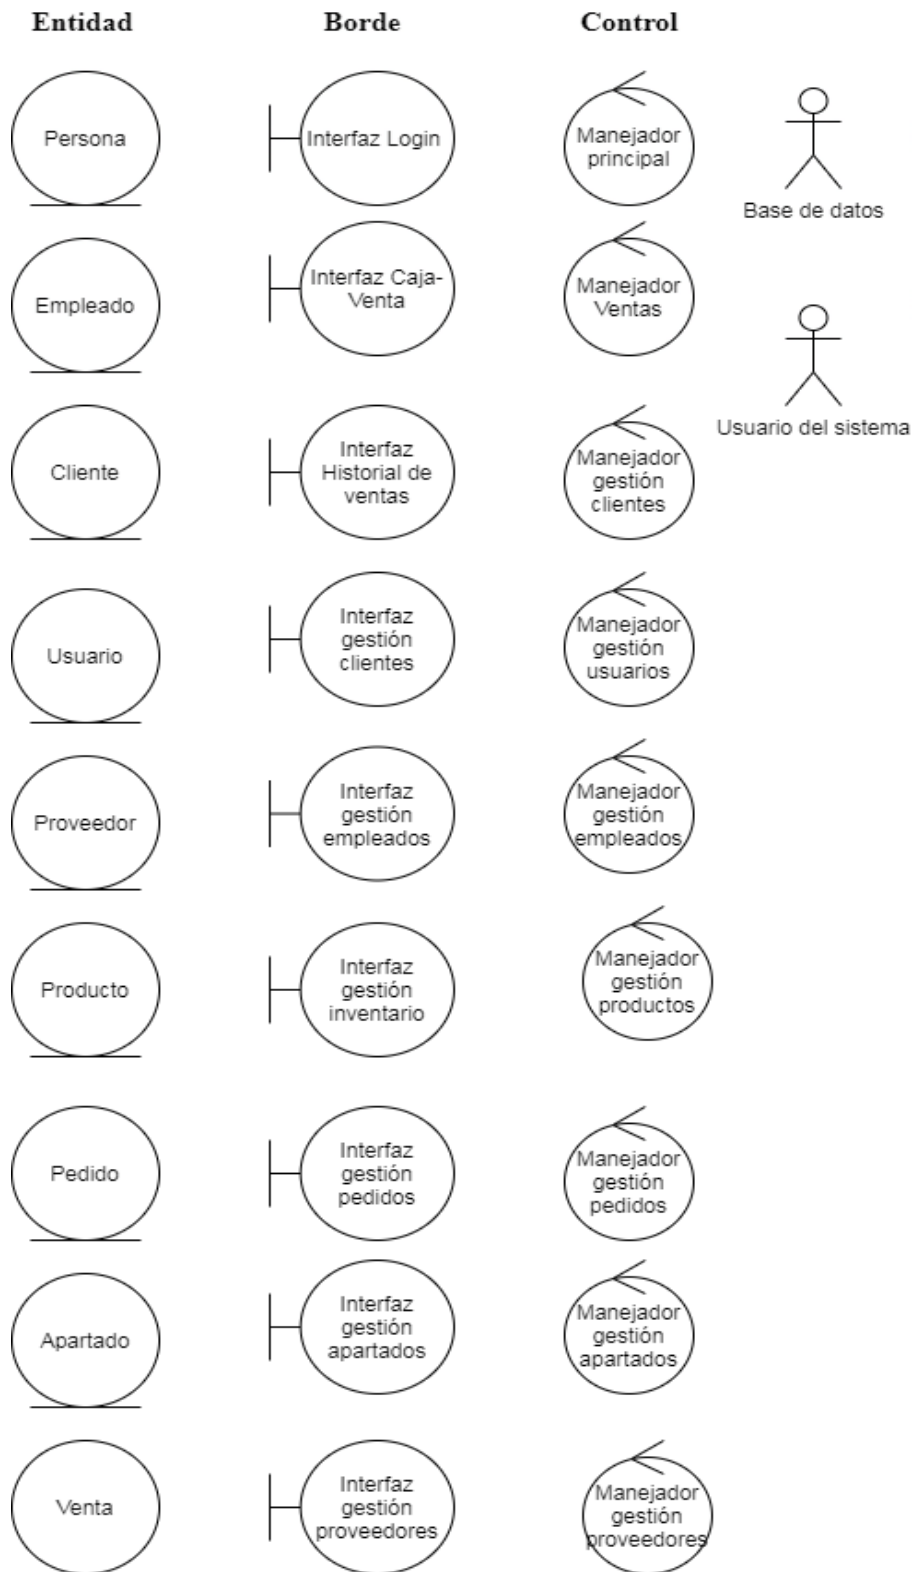 Entidad
Borde
Control
Persona
Interfaz Login
Manejador
principal
Base de datos
Empleado
Interfaz Caja-
Venta
Manejador
Ventas
Usuario del sistema
Cliente
Interfaz
Historial de
ventas
Manejador
gestión
clientes
Usuario
Interfaz
gestión
clientes
Manejador
gestión
usuarios
Proveedor
Interfaz
gestión
empleados
Manejador
gestión
empleados
Producto
Interfaz
gestión
inventario
Manejador
gestión
productos
Pedido
Interfaz
gestión
pedidos
Manejador
gestión
pedidos
Apartado
Interfaz
gestión
apartados
Manejador
gestión
apartados
Venta
Interfaz
gestión
proveedores
Manejador
gestión
proveedores